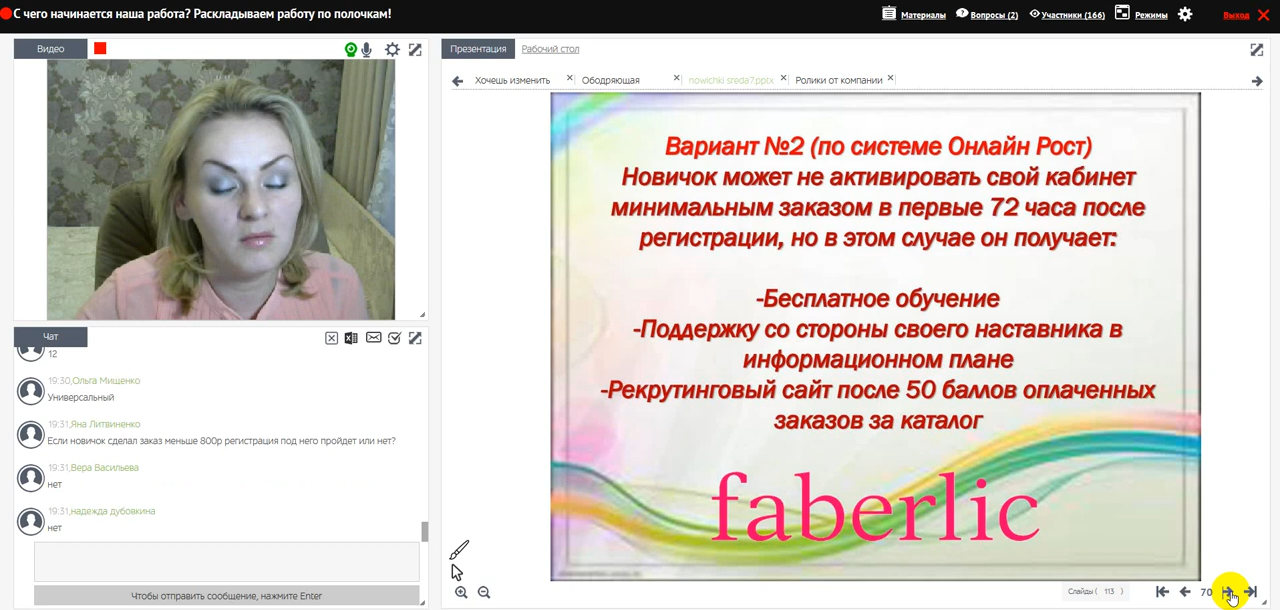 С чего начинается наша работа? Раскладываем работу по полочкам!
Материалы Вопросы (2) Участники (166) Режимы Выход
Видео
Презентация Рабочий стол
Хочешь изменить Ободряющая nowichki sreda7.pptx Ролики от компании
Вариант №2 (по системе Онлайн Рост)
Новичок может не активировать свой кабинет
минимальным заказом в первые 72 часа после
регистрации, но в этом случае он получает:
-Бесплатное обучение
-Поддержку со стороны своего наставника в
информационном плане
-Рекрутинговый сайт после 50 баллов оплаченных
заказов за каталог
faberlic
Слайды ( 113 ) 70
Чат
12
19:30,Ольга Мищенко
Универсальный
19:31,Яна Литвиненко
Если новичок сделал заказ меньше 800р регистрация под него пройдет или нет?
19:31,Вера Васильева
нет
19:31,надежда дубовкина
нет
Чтобы отправить сообщение, нажмите Enter